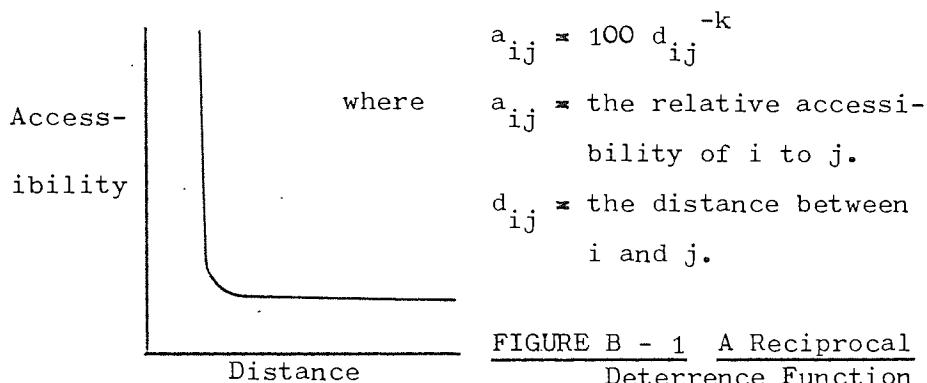 Access-
ibility
Distance
where
a_ij = 100 d_ij^-k
a_ij = the relative accessi-
bility of i to j.
d_ij = the distance between
i and j.
FIGURE B - 1 A Reciprocal
Deterrence Function